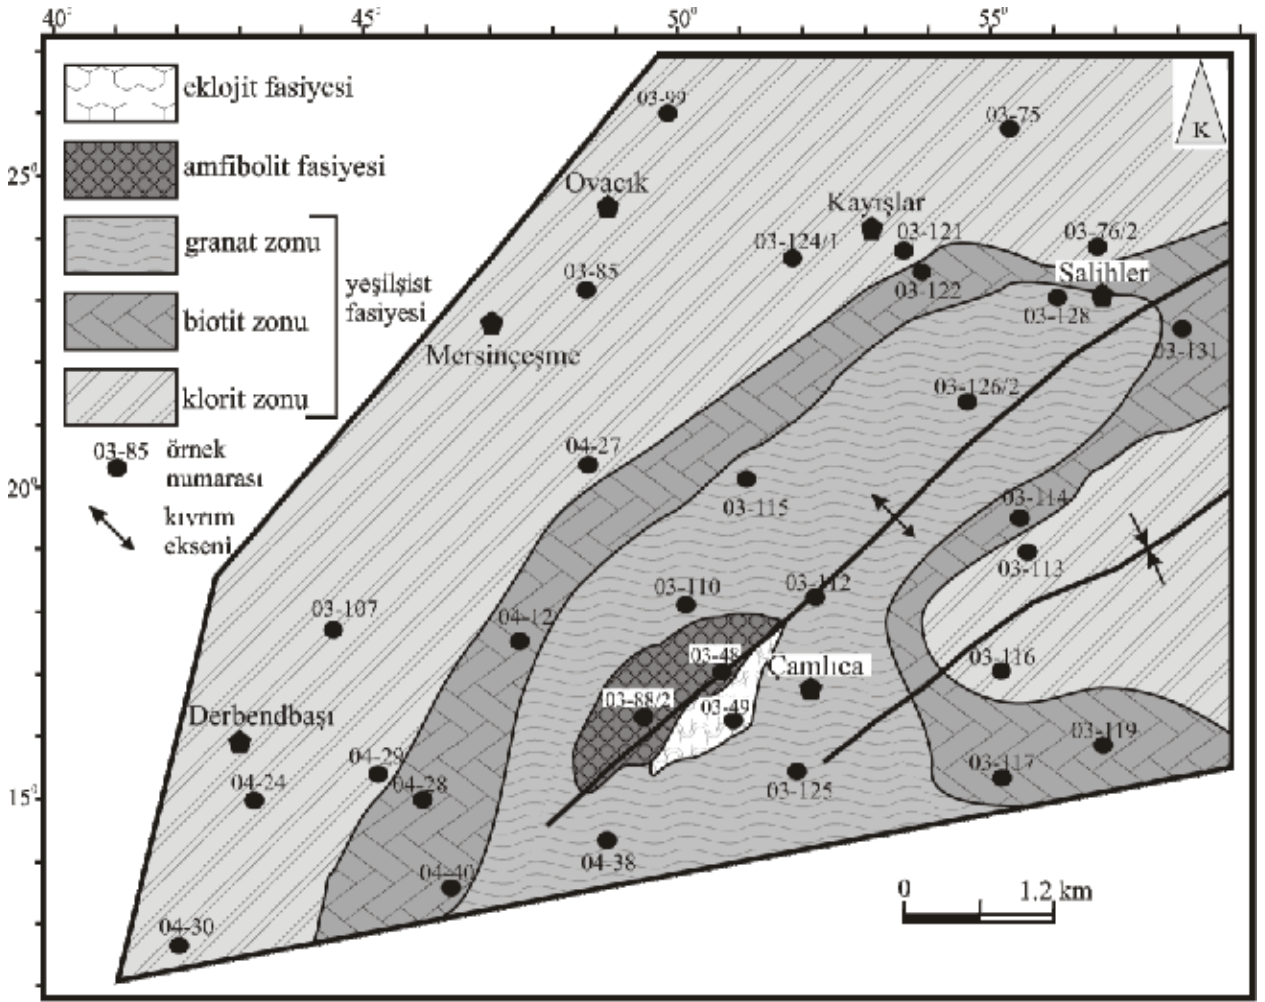 40°
45°
50°
55°
25°
20°
15°
eklojit fasiyesi
amfibolit fasiyesi
granat zonu
biotit zonu
klorit zonu
yeşilşist
fasiyesi
03-85
örnek
numarası
kıvrım
ekseni
K
03-99
03-75
Ovacık
Kayışlar
03-121
03-76/2
03-124/1
Salihler
03-85
03-122
03-128
Mersinçeşme
03-131
03-126/2
04-27
03-115
03-114
03-113
03-110
03-112
03-107
04-12
03-48
Çamlıca
03-116
03-88/2
03-49
Derbendbaşı
04-29
04-28
04-24
03-119
03-117
03-125
04-38
04-40
04-30
0
1.2 km